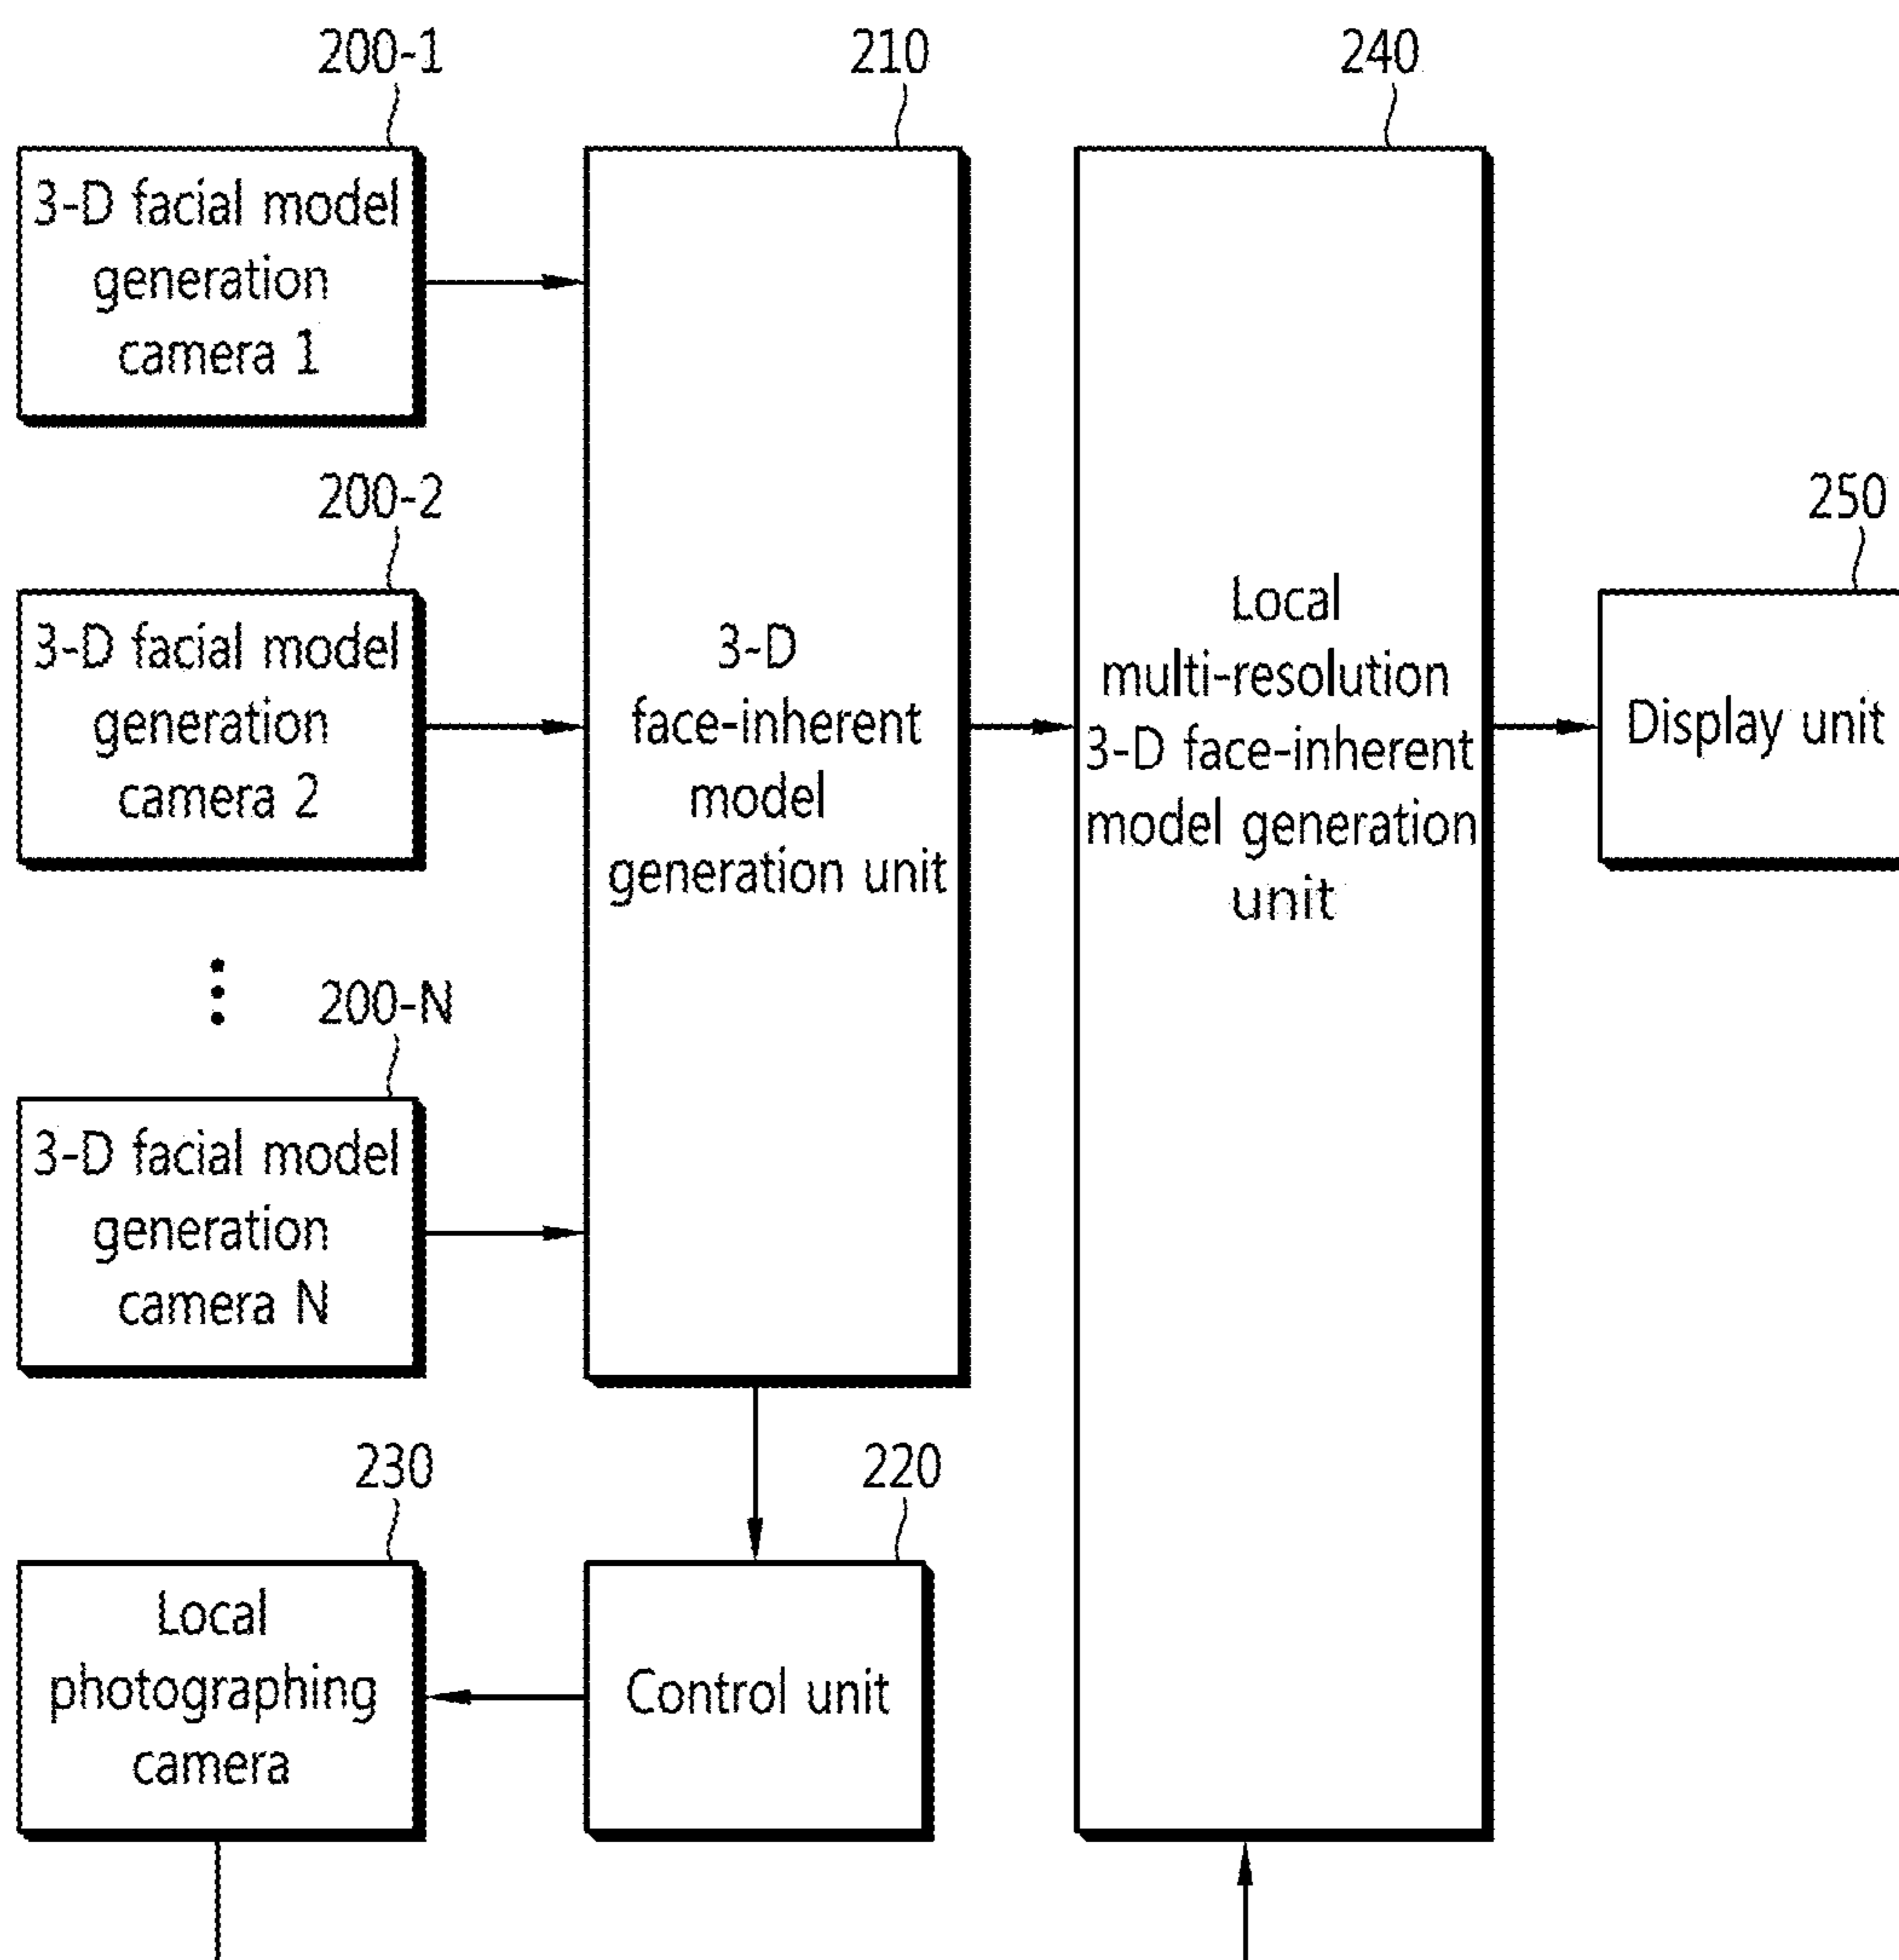 200-1
210
240
3-D facial model
generation
camera 1
200-2
250
3-D facial model
generation
camera 2
3-D
face-inherent
model
generation unit
Local
multi-resolution
3-D face-inherent
model generation
unit
Display unit
200-N
3-D facial model
generation
camera N
230
220
Local
photographing
camera
Control unit